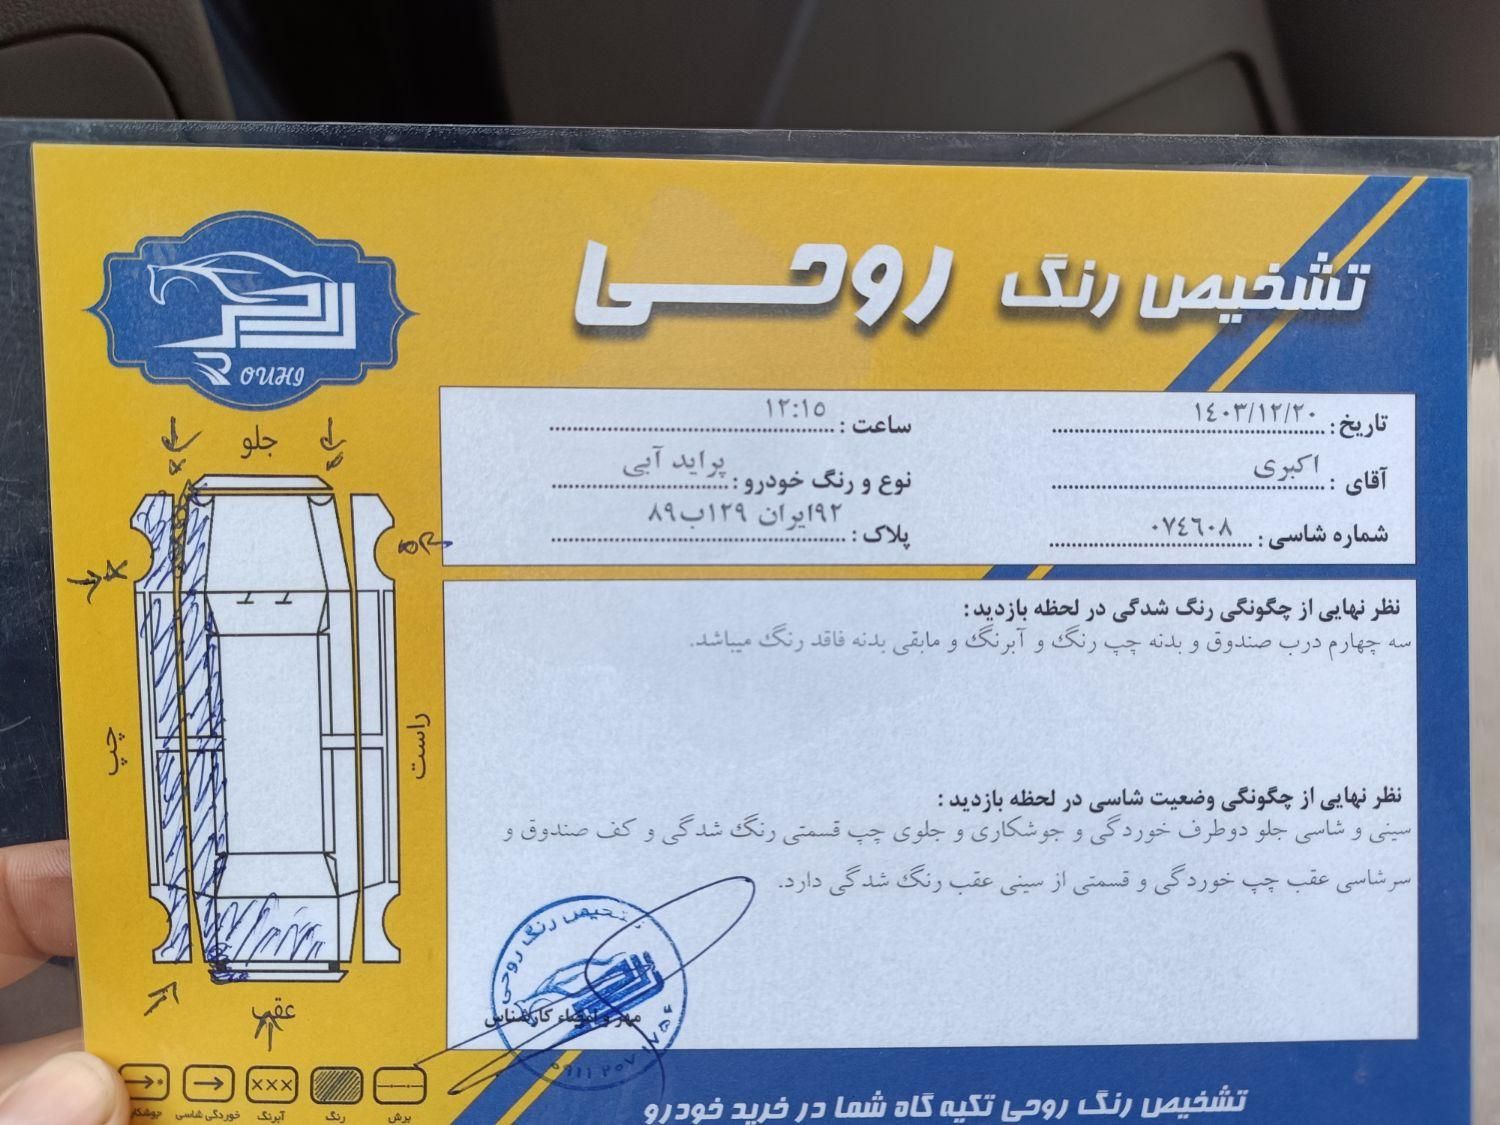 تشخیص رنگ روحی
ROUHI
تاریخ: ۱۴۰۳/۱۲/۲۰
ساعت: ۱۲:۱۵
آقای: اکبری
نوع و رنگ خودرو: پراید آبی
شماره شاسی: ۰۷٤٦۰۸
پلاک: ۹۲ایران ۱۲۹ب۸۹
نظر نهایی از چگونگی رنگ شدگی در لحظه بازدید:
سه چهارم درب صندوق و بدنه چپ رنگ و آبرنگ و مابقی بدنه فاقد رنگ میباشد.
نظر نهایی از چگونگی وضعیت شاسی در لحظه بازدید:
سینی و شاسی جلو دوطرف خوردگی و جوشکاری و جلوی چپ قسمتی رنگ شدگی و کف صندوق و
سرشاسی عقب چپ خوردگی و قسمتی از سینی عقب رنگ شدگی دارد.
مهر و امضاء کارشناس
تشخیص رنگ روحی
جلو
چپ
راست
عقب
برش
رنگ
آبرنگ
خوردگی شاسی
تشخیص رنگ روحی تکیه گاه شما در خرید خودرو